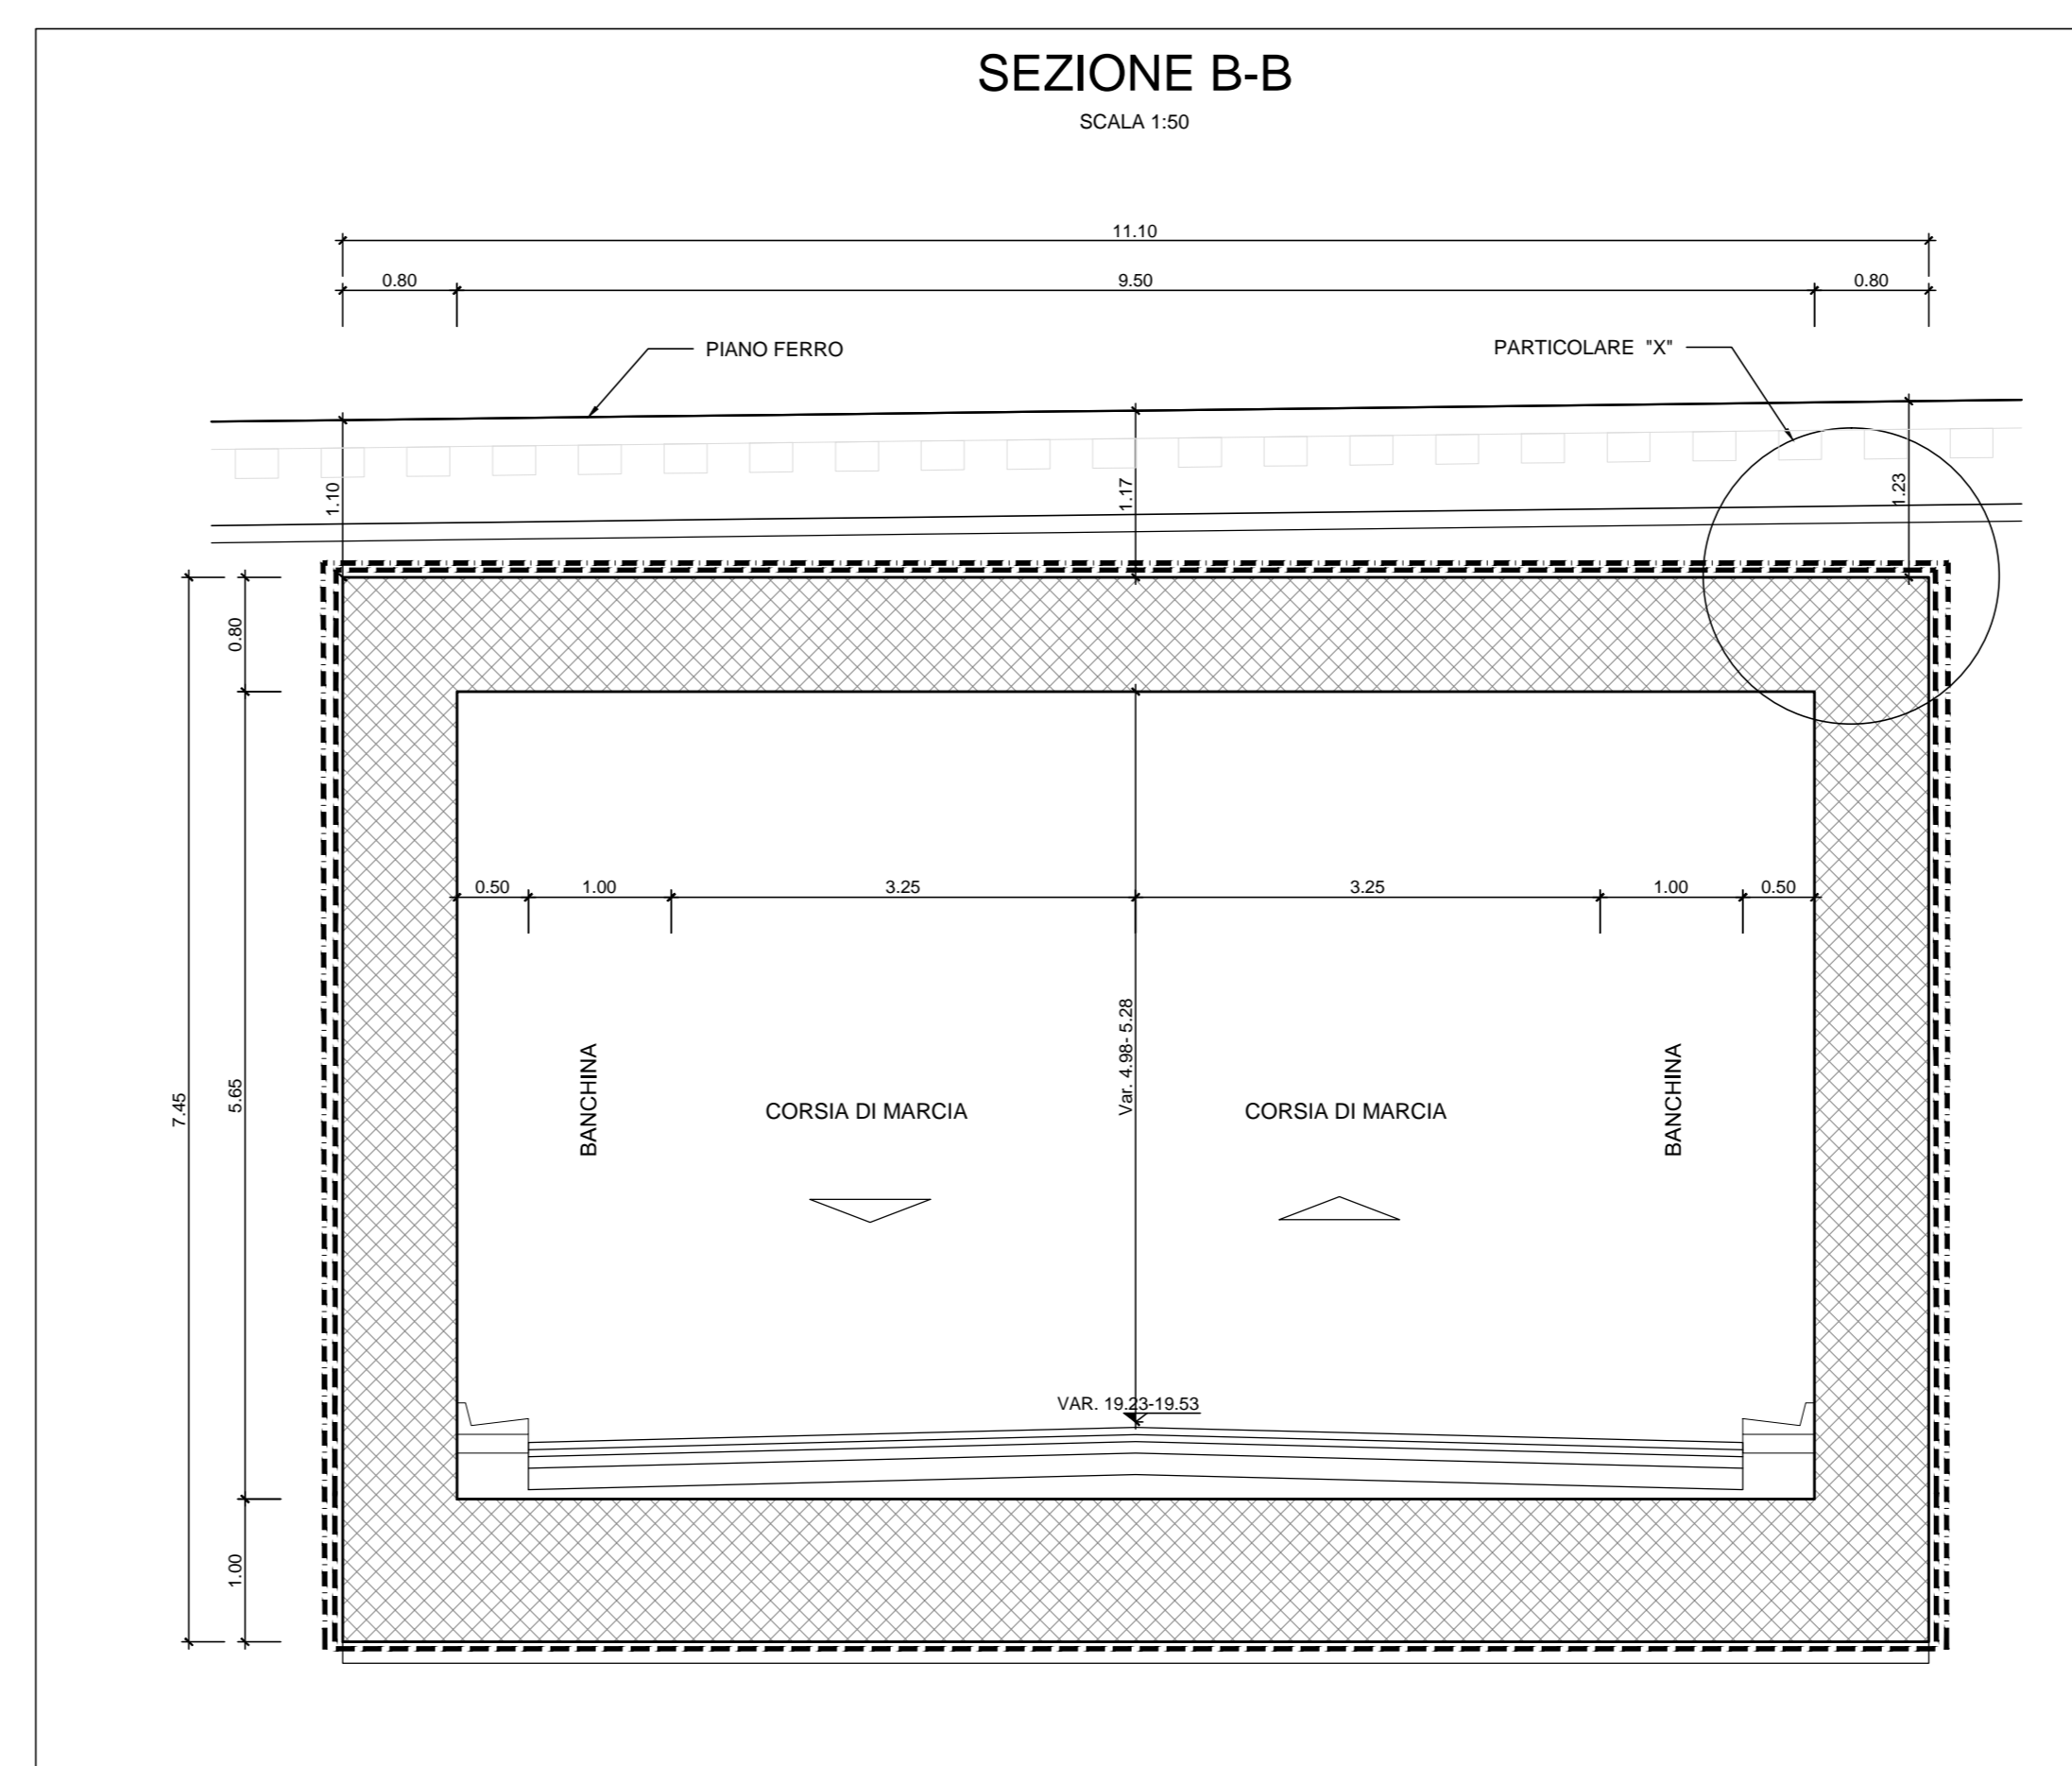 SEZIONE B-B
SCALA 1:50
11.10
0.80
9.50
0.80
PIANO FERRO
PARTICOLARE "X"
1.10
1.17
1.23
0.80
0.50
1.00
3.25
3.25
1.00
0.50
7.45
5.65
BANCHINA
CORSIA DI MARCIA
Var. 4.98- 5.28
CORSIA DI MARCIA
BANCHINA
VAR. 19.23-19.53
1.00